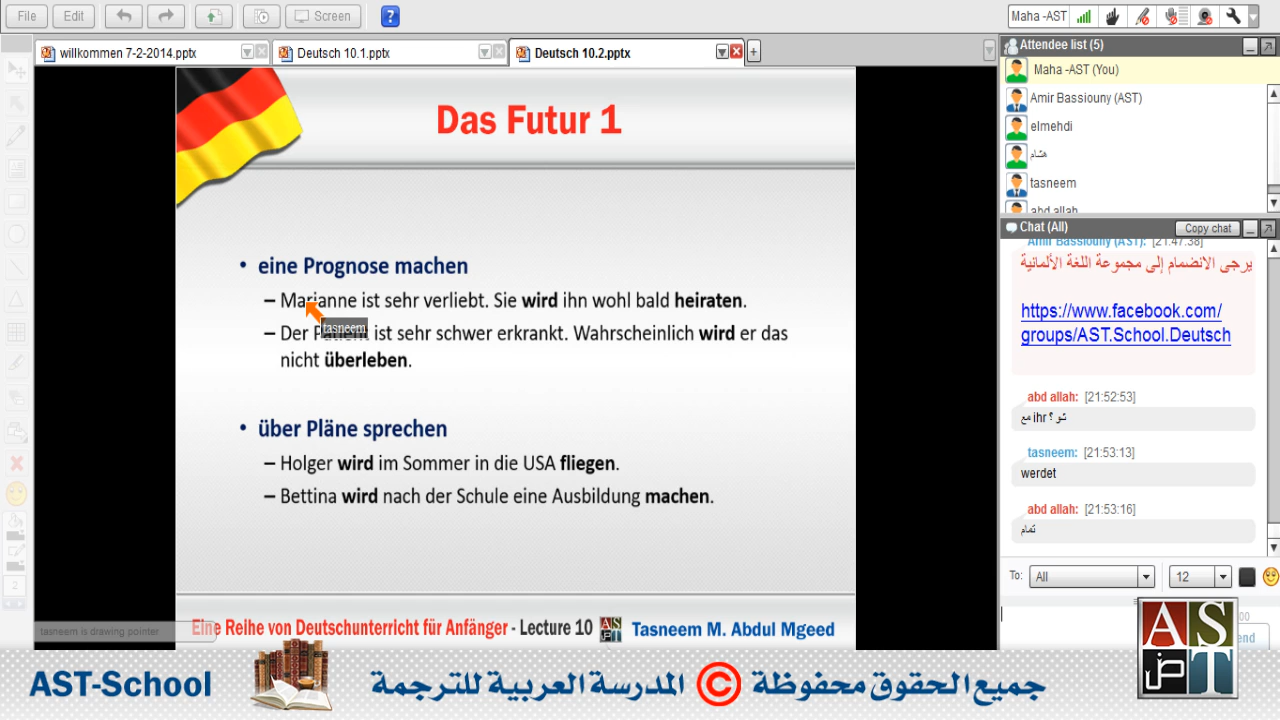 File
Edit
Screen
?
Maha -AST
willkommen 7-2-2014.pptx
Deutsch 10.1.pptx
Deutsch 10.2.pptx
Das Futur 1
• eine Prognose machen
– Marianne ist sehr verliebt. Sie wird ihn wohl bald heiraten.
tasneem
– Der Patient ist sehr schwer erkrankt. Wahrscheinlich wird er das
nicht überleben.
• über Pläne sprechen
– Holger wird im Sommer in die USA fliegen.
– Bettina wird nach der Schule eine Ausbildung machen.
tasneem is drawing pointer
Eine Reihe von Deutschunterricht für Anfänger - Lecture 10
Tasneem M. Abdul Mgeed
Attendee list (5)
Maha -AST (You)
Amir Bassiouny (AST)
elmehdi
هشام
tasneem
abd allah
Chat (All)
Copy chat
Amir Bassiouny (AST): [21:47:38]
يرجى الانضمام إلى مجموعة اللغة الألمانية
https://www.facebook.com/
groups/AST.School.Deutsch
abd allah: [21:52:53]
tasneem: [21:53:13]
werdet
abd allah: [21:53:16]
تمام
To:
All
12
2
AST
ض
AST-School
جميع الحقوق محفوظة © المدرسة العربية للترجمة